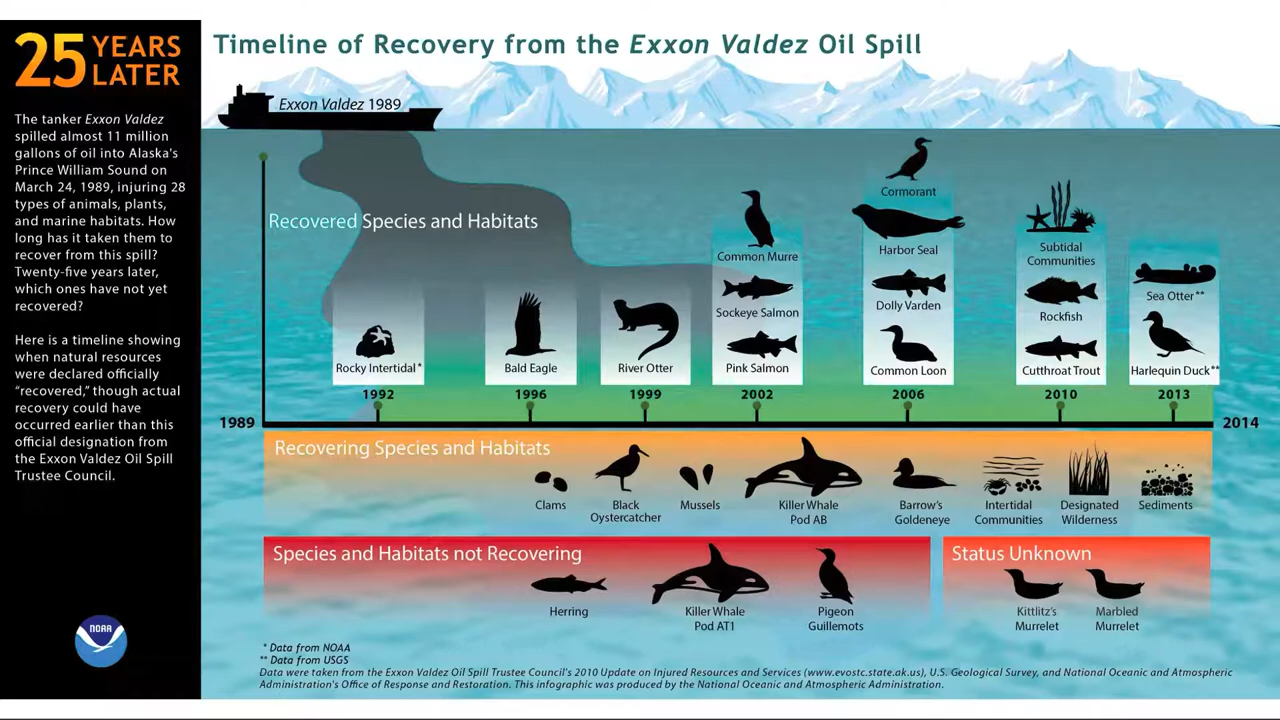 25 YEARS
LATER
The tanker Exxon Valdez
spilled almost 11 million
gallons of oil into Alaska's
Prince William Sound on
March 24, 1989, injuring 28
types of animals, plants,
and marine habitats. How
long has it taken them to
recover from this spill?
Twenty-five years later,
which ones have not yet
recovered?
Here is a timeline showing
when natural resources
were declared officially
“recovered,” though actual
recovery could have
occurred earlier than this
official designation from
the Exxon Valdez Oil Spill
Trustee Council.
NOAA
Timeline of Recovery from the Exxon Valdez Oil Spill
Exxon Valdez 1989
Recovered Species and Habitats
Rocky Intertidal*
Bald Eagle
River Otter
Common Murre
Sockeye Salmon
Pink Salmon
Cormorant
Harbor Seal
Dolly Varden
Common Loon
Subtidal
Communities
Rockfish
Cutthroat Trout
Sea Otter**
Harlequin Duck**
1989 1992 1996 1999 2002 2006 2010 2013 2014
Recovering Species and Habitats
Clams
Black
Oystercatcher
Mussels
Killer Whale
Pod AB
Barrow's
Goldeneye
Intertidal
Communities
Designated
Wilderness
Sediments
Species and Habitats not Recovering
Herring
Killer Whale
Pod AT1
Pigeon
Guillemots
Status Unknown
Kittlitz's
Murrelet
Marbled
Murrelet
* Data from NOAA
** Data from USGS
Data were taken from the Exxon Valdez Oil Spill Trustee Council's 2010 Update on Injured Resources and Services (www.evostc.state.ak.us), U.S. Geological Survey, and National Oceanic and Atmospheric
Administration's Office of Response and Restoration. This infographic was produced by the National Oceanic and Atmospheric Administration.